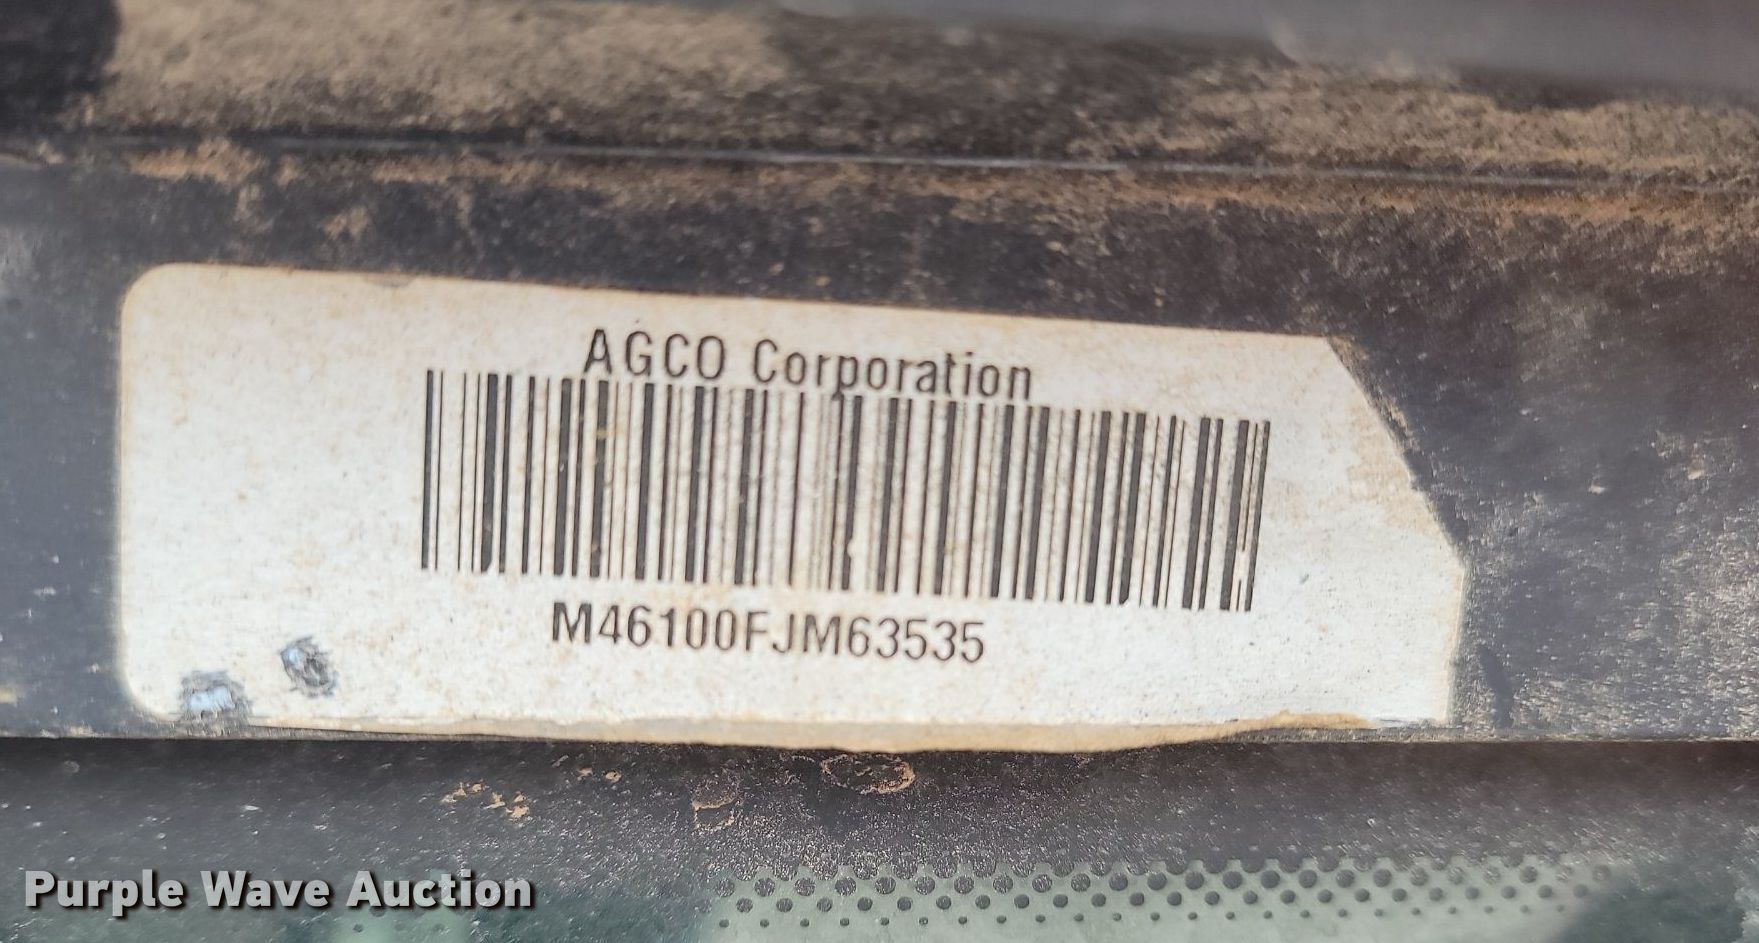 AGCO Corporation
M46100FJM63535
Purple Wave Auction